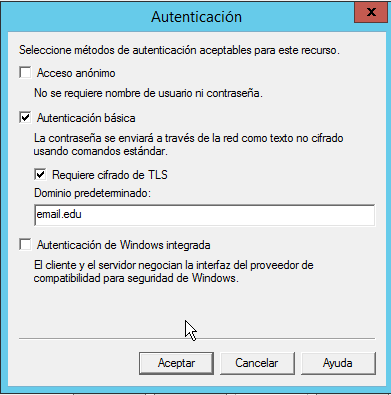 Autenticación
x
Seleccione métodos de autenticación aceptables para este recurso.
Acceso anónimo
No se requiere nombre de usuario ni contraseña.
Autenticación básica
La contraseña se enviará a través de la red como texto no cifrado
usando comandos estándar.
Requiere cifrado de TLS
Dominio predeterminado:
email.edu
Autenticación de Windows integrada
El cliente y el servidor negocian la interfaz del proveedor de
compatibilidad para seguridad de Windows.
Aceptar
Cancelar
Ayuda